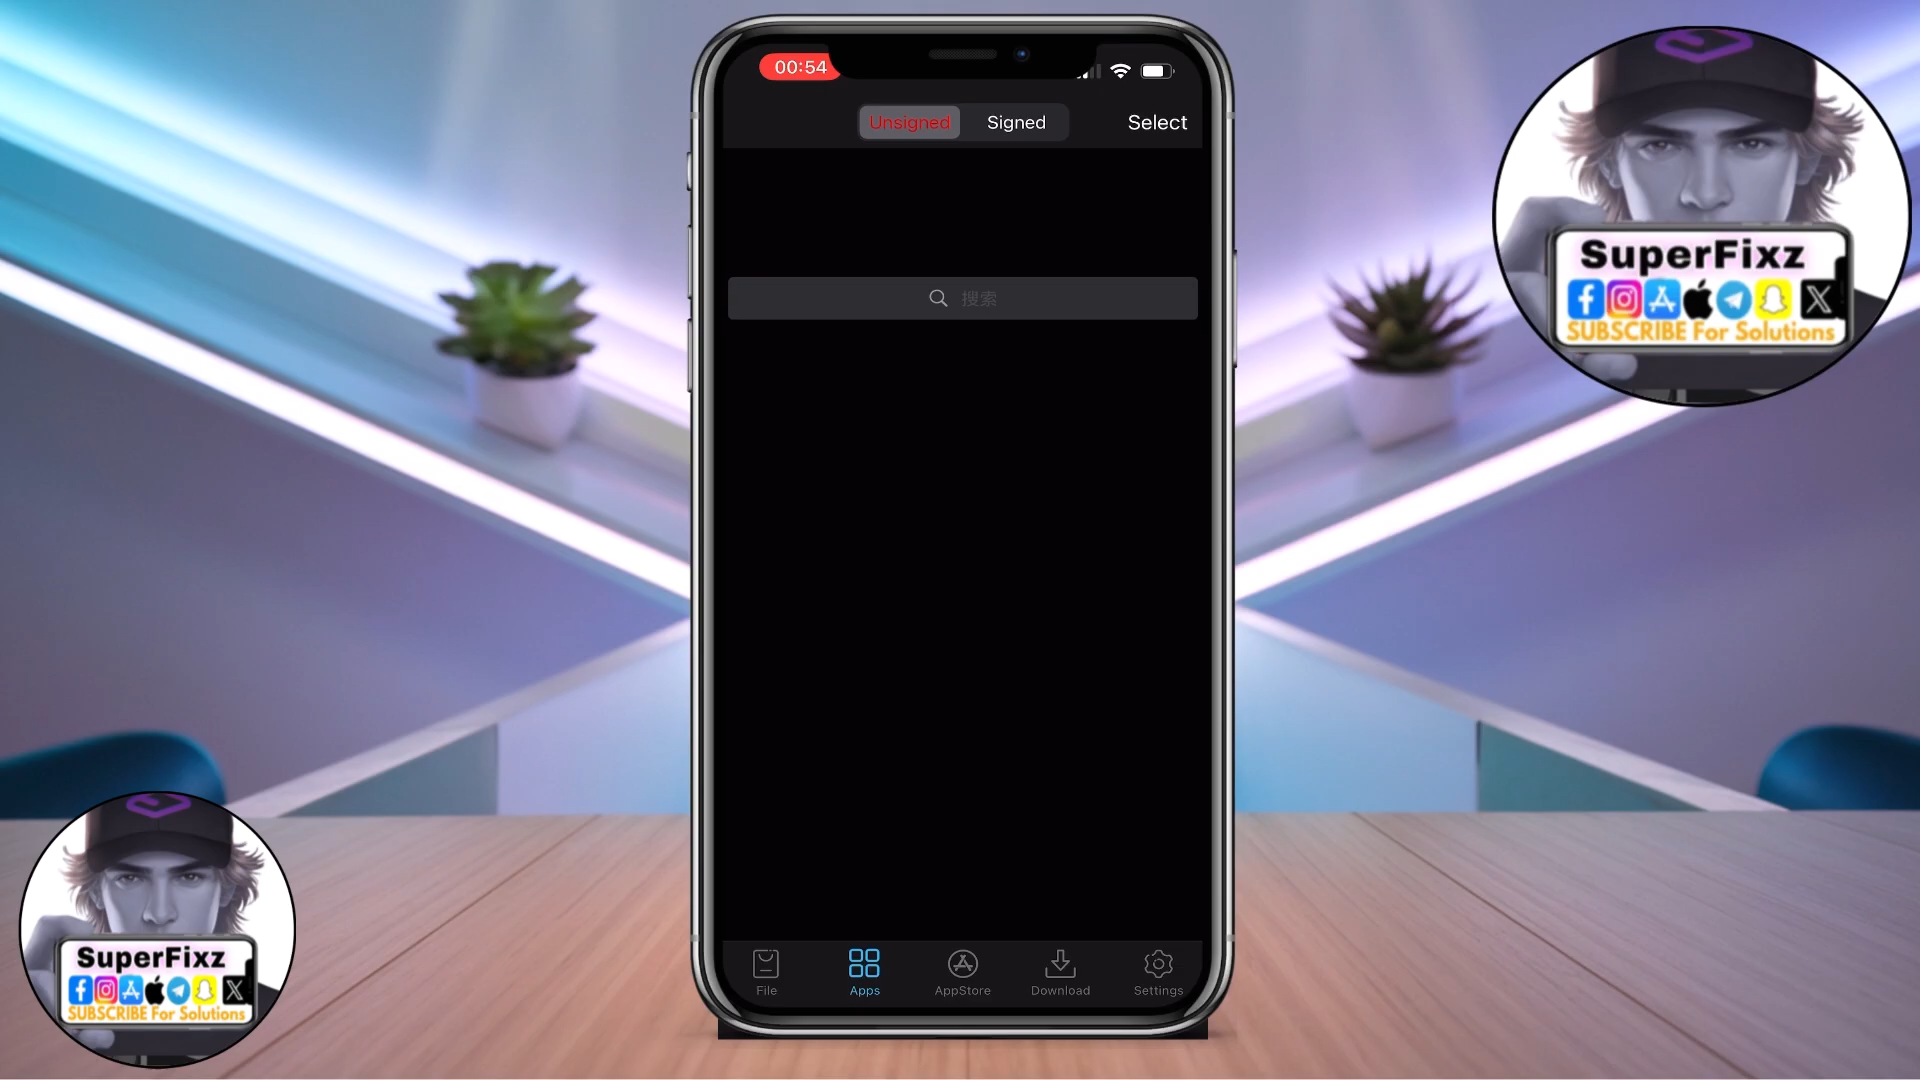 00:54
Unsigned Signed Select
搜索
File Apps AppStore Download Settings
SuperFixz
SUBSCRIBE For Solutions
SuperFixz
SUBSCRIBE For Solutions